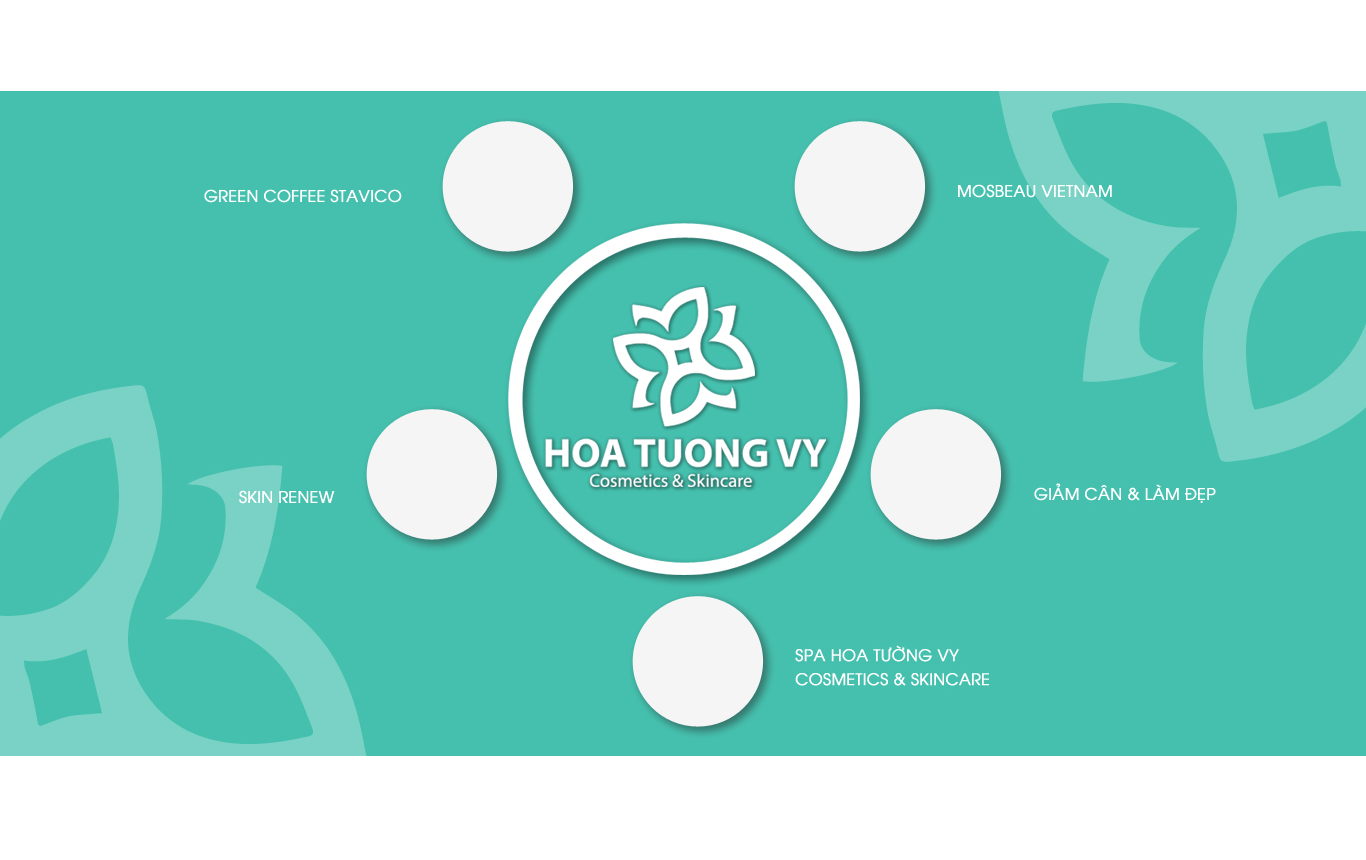 GREEN COFFEE STAVICO
MOSBEAU VIETNAM
HOA TUONG VY
Cosmetics & Skincare
SKIN RENEW
GIẢM CÂN & LÀM ĐẸP
SPA HOA TƯỜNG VY
COSMETICS & SKINCARE